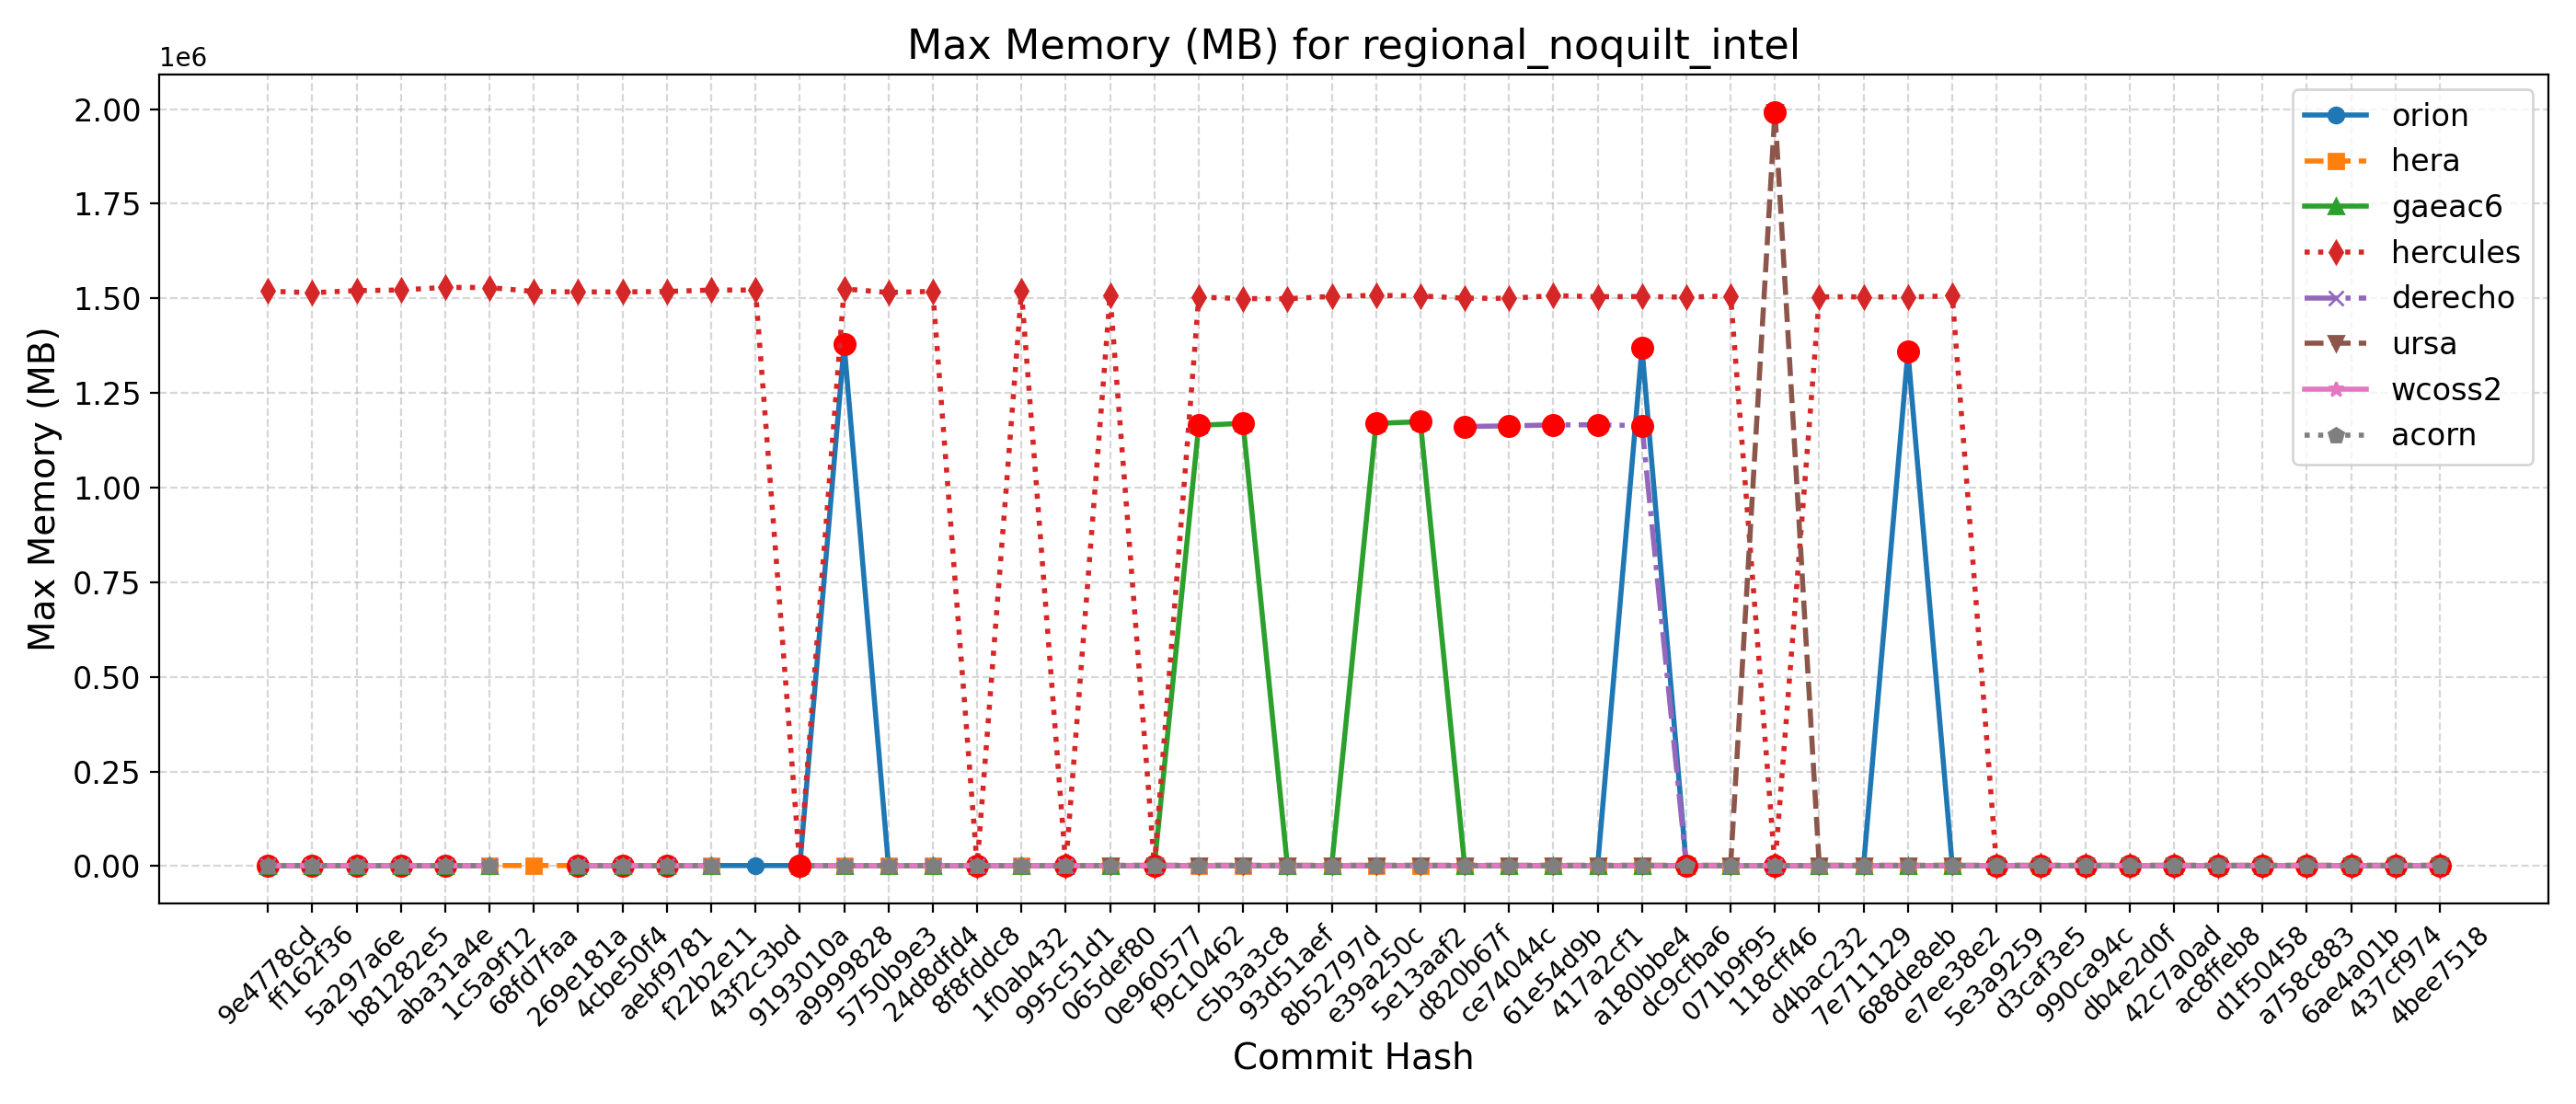 Max Memory (MB) for regional_noquilt_intel
1e6
2.00
1.75
1.50
1.25
1.00
0.75
0.50
0.25
0.00
Max Memory (MB)
orion
hera
gaeac6
hercules
derecho
ursa
wcoss2
acorn
9e4778cd
ff162f36
5a297a6e
b81282e5
aba31a4e
1c5a9f12
68fd7faa
269e181a
4cbe50f4
aebf9781
f22b2e11
43f2c3bd
9193010a
a9999828
5750b9e3
24d8dfd4
8f8fddc8
1f0ab432
995c51d1
065def80
0e960577
f9c10462
c5b3a3c8
93d51aef
8b52797d
e39a250c
5e13aaf2
d820b67f
ce74044c
61e54d9b
417a2cf1
a180bbe4
dc9cfba6
071b9f95
118cff46
d4bac232
7e711129
688de8eb
e7ee38e2
5e3a9259
d3caf3e5
990ca94c
db4e2d0f
42c7a0ad
ac8ffeb8
d1f50458
a758c883
6ae4a01b
437cf974
4bee7518
Commit Hash